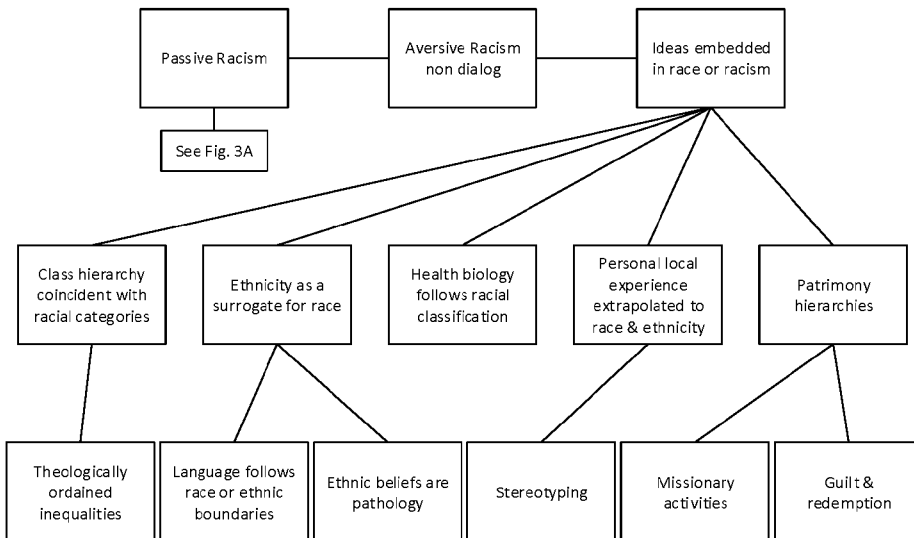 Passive Racism
Aversive Racism
non dialog
Ideas embedded
in race or racism
See Fig. 3A
Class hierarchy
coincident with
racial categories
Ethnicity as a
surrogate for race
Health biology
follows racial
classification
Personal local
experience
extrapolated to
race & ethnicity
Patrimony
hierarchies
Theologically
ordained
inequalities
Language follows
race or ethnic
boundaries
Ethnic beliefs are
pathology
Stereotyping
Missionary
activities
Guilt &
redemption